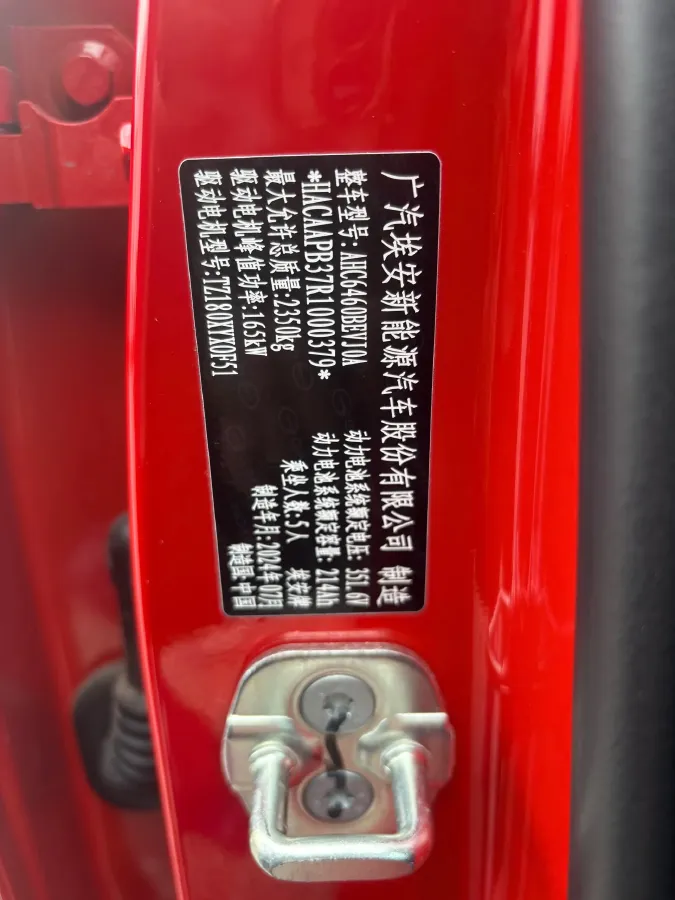 广汽埃安新能源汽车股份有限公司 制造
整车型号: AHC6460BEVJ0A 动力电池系统额定电压: 351.6V
*HACAAPB37R1000379* 动力电池系统额定容量: 214Ah
最大允许总质量:2350kg 乘坐人数:5人 埃安牌
驱动电机峰值功率:165kW 制造年月:2024年07月
驱动电机型号:TZ180XYX0F51 制造国:中国